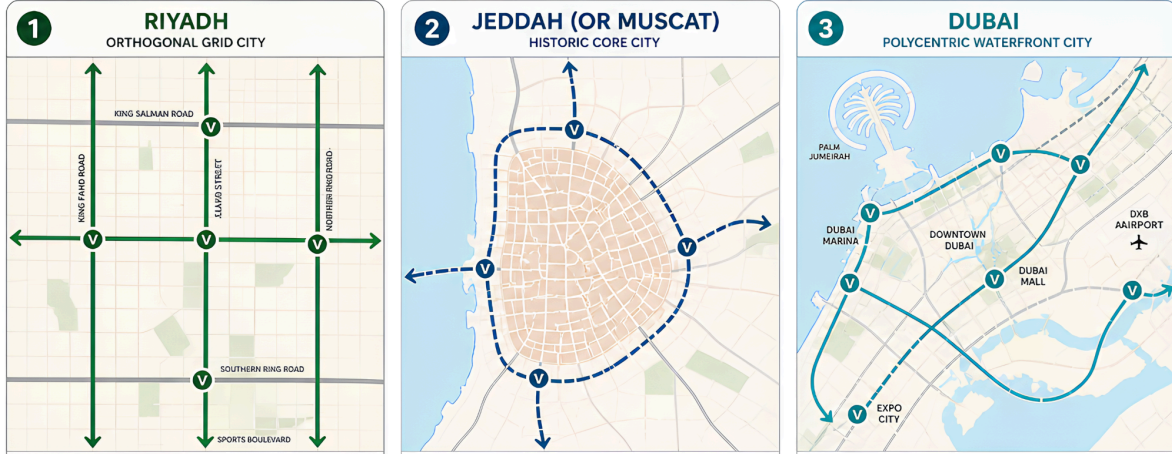 1
RIYADH
ORTHOGONAL GRID CITY
KING SALMAN ROAD
KING FAHD ROAD
STREET
NORTHERN RING ROAD
V
V
V
V
V
SOUTHERN RING ROAD
SPORTS BOULEVARD
2
JEDDAH (OR MUSCAT)
HISTORIC CORE CITY
V
V
V
V
3
DUBAI
POLYCENTRIC WATERFRONT CITY
PALM
JUMEIRAH
V
V
V
DUBAI
MARINA
DOWNTOWN
DUBAI
DXB
AAIRPORT
V
V
DUBAI
MALL
V
V
EXPO
CITY